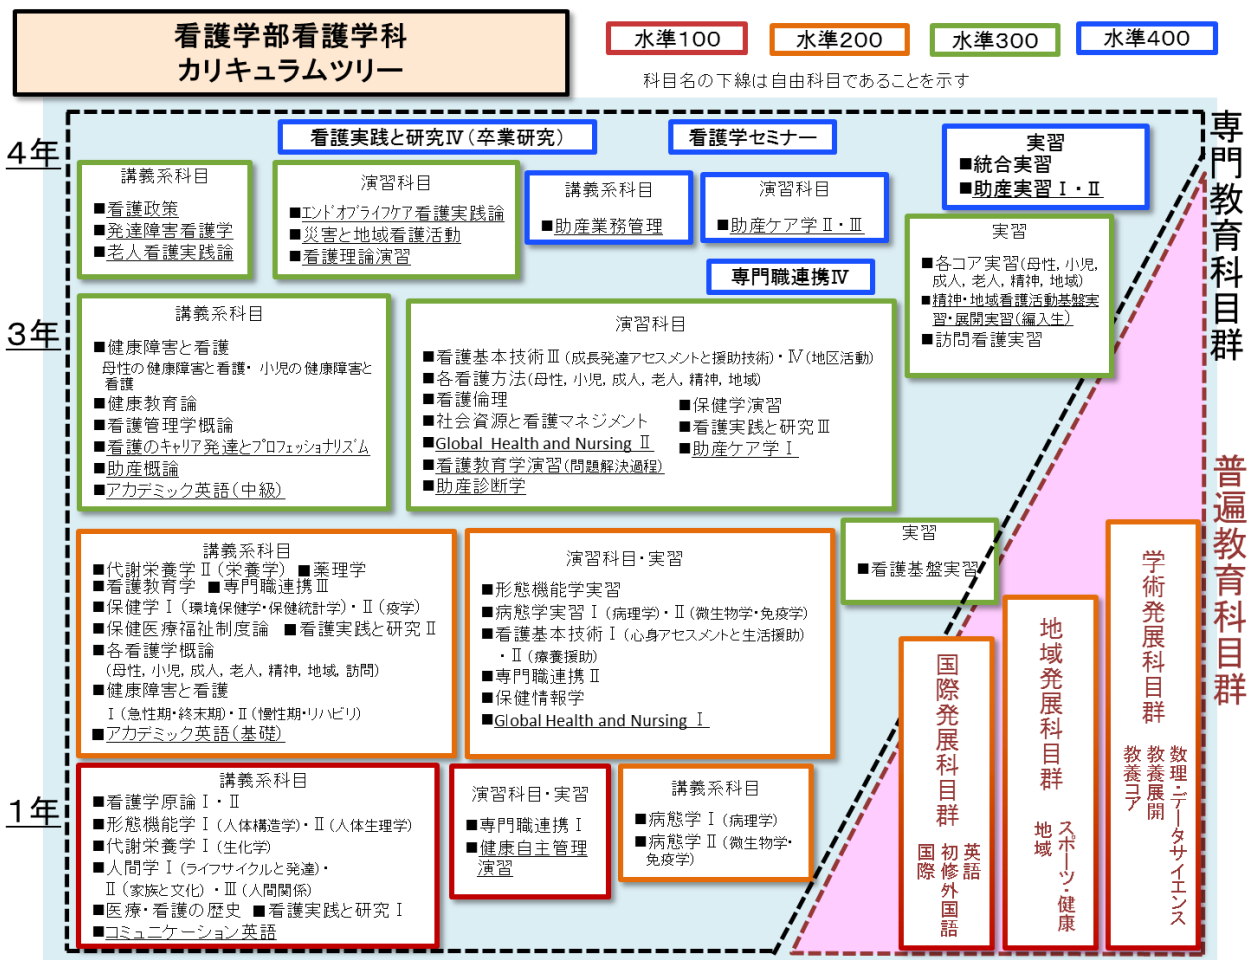 看護学部看護学科
カリキュラムツリー
水準100
水準200
水準300
水準400
科目名の下線は自由科目であることを示す
専門教育科目群
普遍教育科目群
4年
看護実践と研究Ⅳ(卒業研究)
看護学セミナー
実習
■統合実習
■助産実習Ⅰ・Ⅱ
講義系科目
■看護政策
■発達障害看護学
■老人看護実践論
演習科目
■エンドオブライフケア看護実践論
■災害と地域看護活動
■看護理論演習
講義系科目
■助産業務管理
演習科目
■助産ケア学Ⅱ・Ⅲ
専門職連携Ⅳ
実習
■各コア実習(母性, 小児,
成人, 老人, 精神, 地域)
■精神・地域看護活動基盤実
習・展開実習(編入生)
■訪問看護実習
3年
講義系科目
■健康障害と看護
母性の健康障害と看護・ 小児の健康障害と
看護
■健康教育論
■看護管理学概論
■看護のキャリア発達とプロフェッショナリズム
■助産概論
■アカデミック英語(中級)
演習科目
■看護基本技術Ⅲ(成長発達アセスメントと援助技術)・Ⅳ(地区活動)
■各看護方法(母性, 小児, 成人, 老人, 精神, 地域)
■看護倫理
■社会資源と看護マネジメント
■Global Health and Nursing Ⅱ
■看護教育学演習(問題解決過程)
■助産診断学
■保健学演習
■看護実践と研究Ⅲ
■助産ケア学Ⅰ
講義系科目
■代謝栄養学Ⅱ(栄養学) ■薬理学
■看護教育学 ■専門職連携Ⅲ
■保健学Ⅰ(環境保健学・保健統計学)・Ⅱ(疫学)
■保健医療福祉制度論 ■看護実践と研究Ⅱ
■各看護学概論
(母性, 小児, 成人, 老人, 精神, 地域, 訪問)
■健康障害と看護
Ⅰ(急性期・終末期)・Ⅱ(慢性期・リハビリ)
■アカデミック英語(基礎)
演習科目・実習
■形態機能学実習
■病態学実習Ⅰ(病理学)・Ⅱ(微生物学・免疫学)
■看護基本技術Ⅰ(心身アセスメントと生活援助)
・Ⅱ(療養援助)
■専門職連携Ⅱ
■保健情報学
■Global Health and Nursing Ⅰ
実習
■看護基盤実習
1年
講義系科目
■看護学原論Ⅰ・Ⅱ
■形態機能学Ⅰ(人体構造学)・Ⅱ(人体生理学)
■代謝栄養学Ⅰ(生化学)
■人間学Ⅰ(ライフサイクルと発達)・
Ⅱ(家族と文化)・Ⅲ(人間関係)
■医療・看護の歴史 ■看護実践と研究Ⅰ
■コミュニケーション英語
演習科目・実習
■専門職連携Ⅰ
■健康自主管理
演習
講義系科目
■病態学Ⅰ(病理学)
■病態学Ⅱ(微生物学・
免疫学)
国際発展科目群
英語
初修外国語
国際
地域発展科目群
スポーツ・健康
地域
学術発展科目群
数理・データサイエンス
教養展開
教養コア